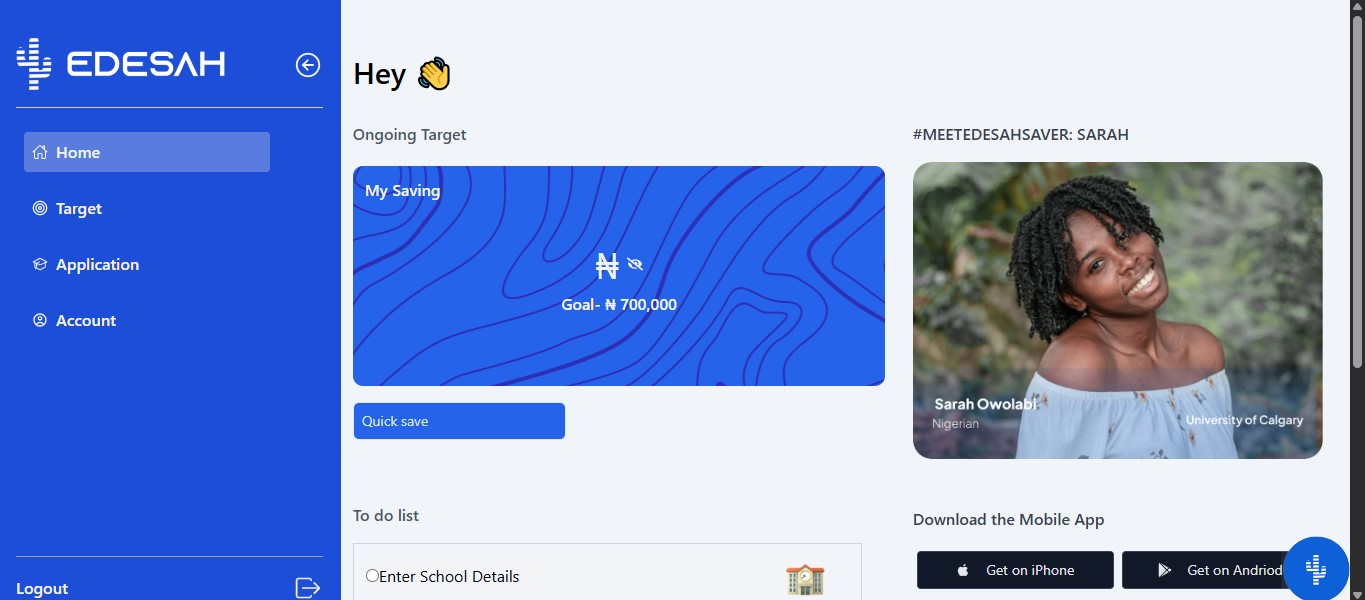 EDESAH
Home
Target
Application
Account
Logout
Hey 👋
Ongoing Target
My Saving
₦
Goal- ₦ 700,000
Quick save
To do list
Enter School Details
#MEETEDESAHSAVER: SARAH
Sarah Owolabi
Nigerian
University of Calgary
Download the Mobile App
Get on iPhone
Get on Andriod